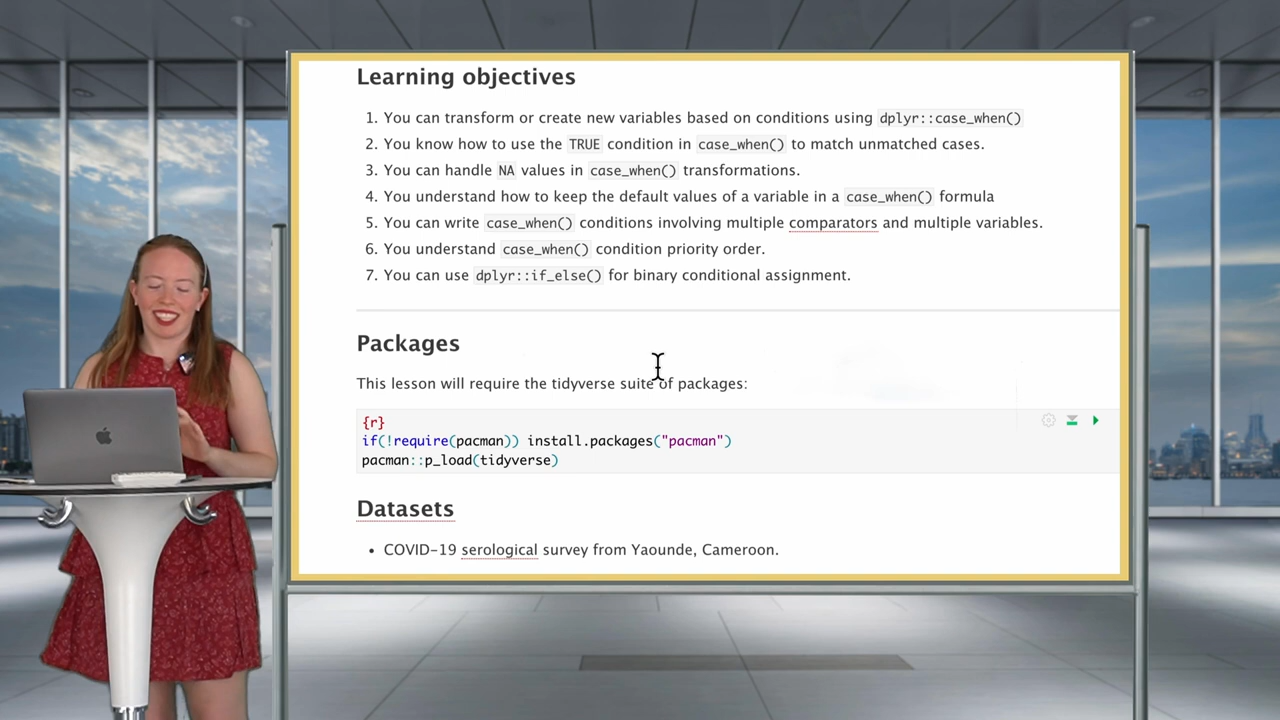 Learning objectives
1. You can transform or create new variables based on conditions using dplyr::case_when()
2. You know how to use the TRUE condition in case_when() to match unmatched cases.
3. You can handle NA values in case_when() transformations.
4. You understand how to keep the default values of a variable in a case_when() formula
5. You can write case_when() conditions involving multiple comparators and multiple variables.
6. You understand case_when() condition priority order.
7. You can use dplyr::if_else() for binary conditional assignment.
Packages
This lesson will require the tidyverse suite of packages:
{r}
if(!require(pacman)) install.packages("pacman")
pacman::p_load(tidyverse)
Datasets
• COVID-19 serological survey from Yaounde, Cameroon.